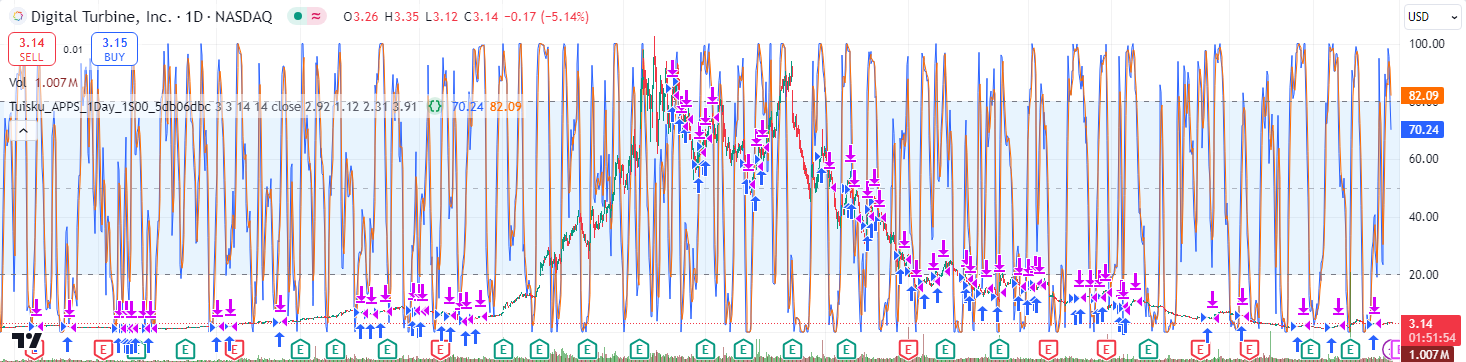 Digital Turbine, Inc. · 1D · NASDAQ O3.26 H3.35 L3.12 C3.14 −0.17 (−5.14%)
USD
3.14 SELL
0.01
3.15 BUY
Vol 1.007M
Tuisku_APPS_1Day_1S00_5db06dbc 3 3 14 14 close 2.92 1.12 2.31 3.91 {} 70.24 82.09
100.00
82.09
70.24
60.00
40.00
20.00
3.14
01:51:54
1.007M
E E E E E E E E E E E E E E E E E E E E E E E E E